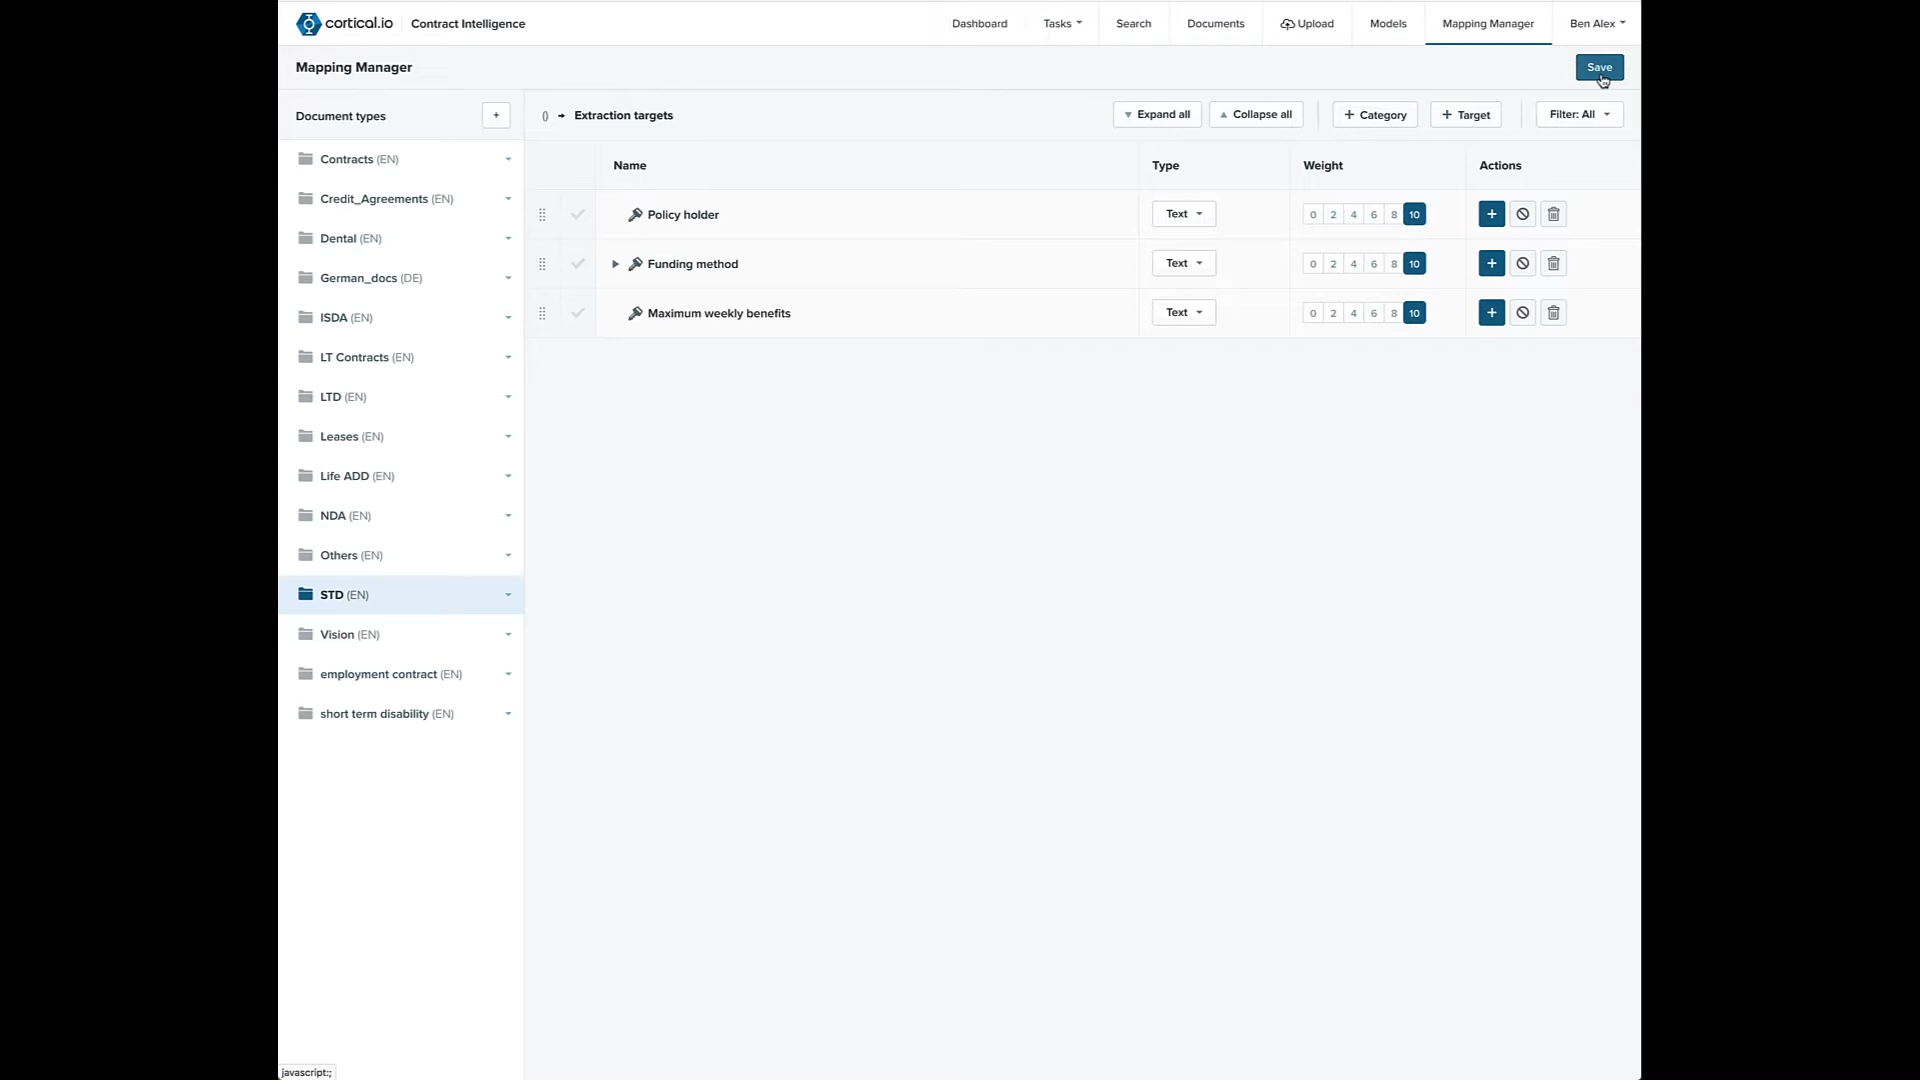 cortical.io Contract Intelligence Dashboard Tasks Search Documents Upload Models Mapping Manager Ben Alex
Mapping Manager Save
Document types + () → Extraction targets Expand all Collapse all + Category + Target Filter: All
Name Type Weight Actions
Contracts (EN)
Credit_Agreements (EN)
Dental (EN)
German_docs (DE)
ISDA (EN)
LT Contracts (EN)
LTD (EN)
Leases (EN)
Life ADD (EN)
NDA (EN)
Others (EN)
STD (EN)
Vision (EN)
employment contract (EN)
short term disability (EN)
Policy holder Text 0 2 4 6 8 10 +
Funding method Text 0 2 4 6 8 10 +
Maximum weekly benefits Text 0 2 4 6 8 10 +
javascript:;